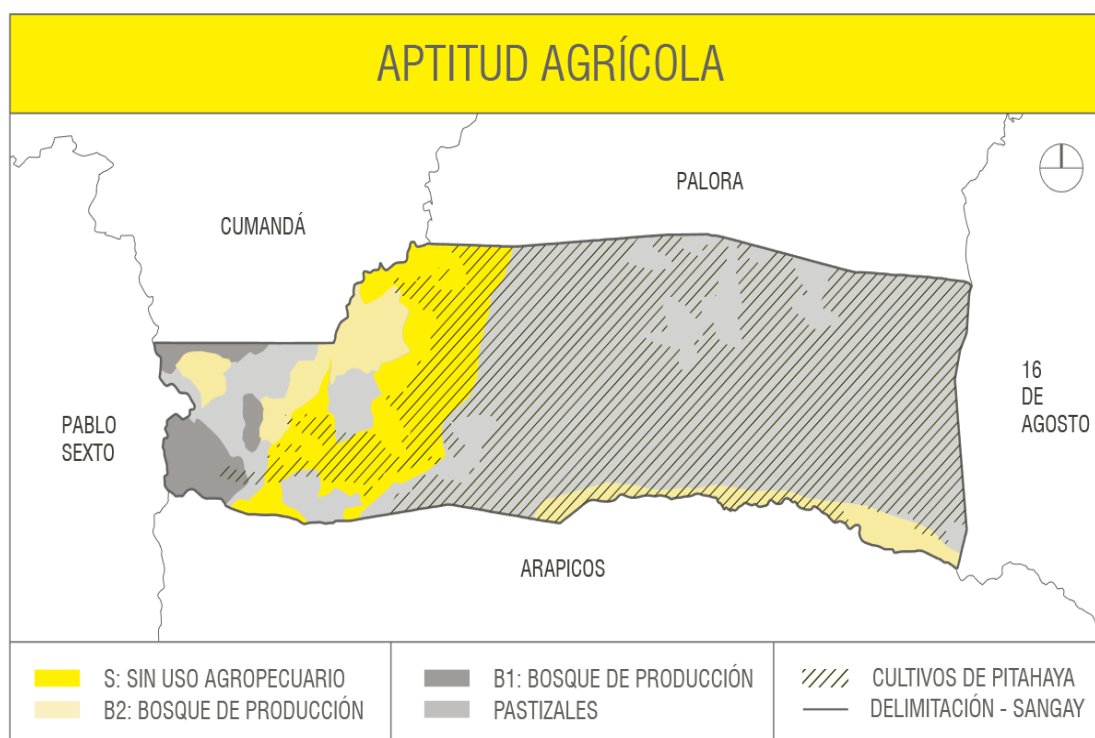 APTITUD AGRÍCOLA
PALORA
CUMANDÁ
16
DE
AGOSTO
PABLO
SEXTO
ARAPICOS
S: SIN USO AGROPECUARIO
B2: BOSQUE DE PRODUCCIÓN
B1: BOSQUE DE PRODUCCIÓN
PASTIZALES
CULTIVOS DE PITAHAYA
DELIMITACIÓN - SANGAY